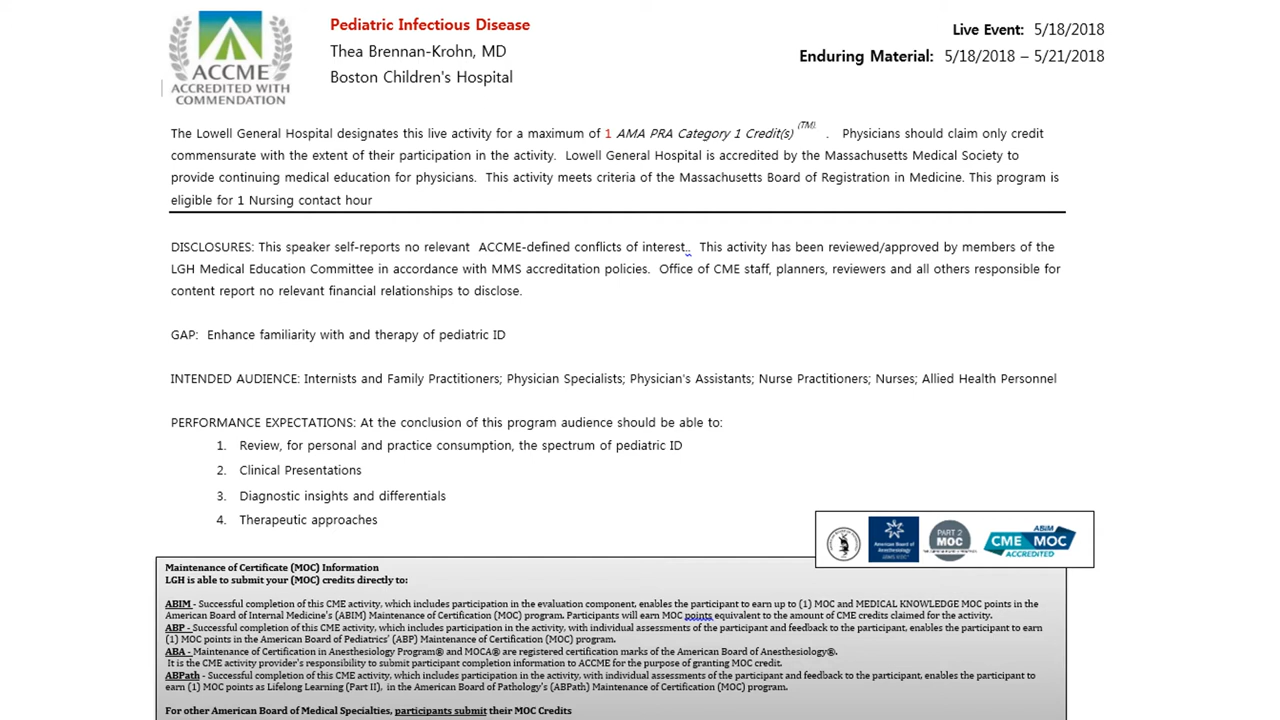 ACCME
ACCREDITED WITH
COMMENDATION
Pediatric Infectious Disease
Thea Brennan-Krohn, MD
Boston Children's Hospital
Live Event: 5/18/2018
Enduring Material: 5/18/2018 – 5/21/2018
The Lowell General Hospital designates this live activity for a maximum of 1 AMA PRA Category 1 Credit(s) (TM). . Physicians should claim only credit
commensurate with the extent of their participation in the activity. Lowell General Hospital is accredited by the Massachusetts Medical Society to
provide continuing medical education for physicians. This activity meets criteria of the Massachusetts Board of Registration in Medicine. This program is
eligible for 1 Nursing contact hour
DISCLOSURES: This speaker self-reports no relevant ACCME-defined conflicts of interest.. This activity has been reviewed/approved by members of the
LGH Medical Education Committee in accordance with MMS accreditation policies. Office of CME staff, planners, reviewers and all others responsible for
content report no relevant financial relationships to disclose.
GAP: Enhance familiarity with and therapy of pediatric ID
INTENDED AUDIENCE: Internists and Family Practitioners; Physician Specialists; Physician's Assistants; Nurse Practitioners; Nurses; Allied Health Personnel
PERFORMANCE EXPECTATIONS: At the conclusion of this program audience should be able to:
1. Review, for personal and practice consumption, the spectrum of pediatric ID
2. Clinical Presentations
3. Diagnostic insights and differentials
4. Therapeutic approaches
American Board of
Anesthesiology
PART 2
MOC
ABIM
CME MOC
ACCREDITED
Maintenance of Certificate (MOC) Information
LGH is able to submit your (MOC) credits directly to:
ABIM - Successful completion of this CME activity, which includes participation in the evaluation component, enables the participant to earn up to (1) MOC and MEDICAL KNOWLEDGE MOC points in the
American Board of Internal Medicine's (ABIM) Maintenance of Certification (MOC) program. Participants will earn MOC points equivalent to the amount of CME credits claimed for the activity.
ABP - Successful completion of this CME activity, which includes participation in the activity, with individual assessments of the participant and feedback to the participant, enables the participant to earn
(1) MOC points in the American Board of Pediatrics' (ABP) Maintenance of Certification (MOC) program.
ABA - Maintenance of Certification in Anesthesiology Program® and MOCA® are registered certification marks of the American Board of Anesthesiology®.
It is the CME activity provider's responsibility to submit participant completion information to ACCME for the purpose of granting MOC credit.
ABPath - Successful completion of this CME activity, which includes participation in the activity, with individual assessments of the participant and feedback to the participant, enables the participant to
earn (1) MOC points as Lifelong Learning (Part II), in the American Board of Pathology's (ABPath) Maintenance of Certification (MOC) program.
For other American Board of Medical Specialties, participants submit their MOC Credits